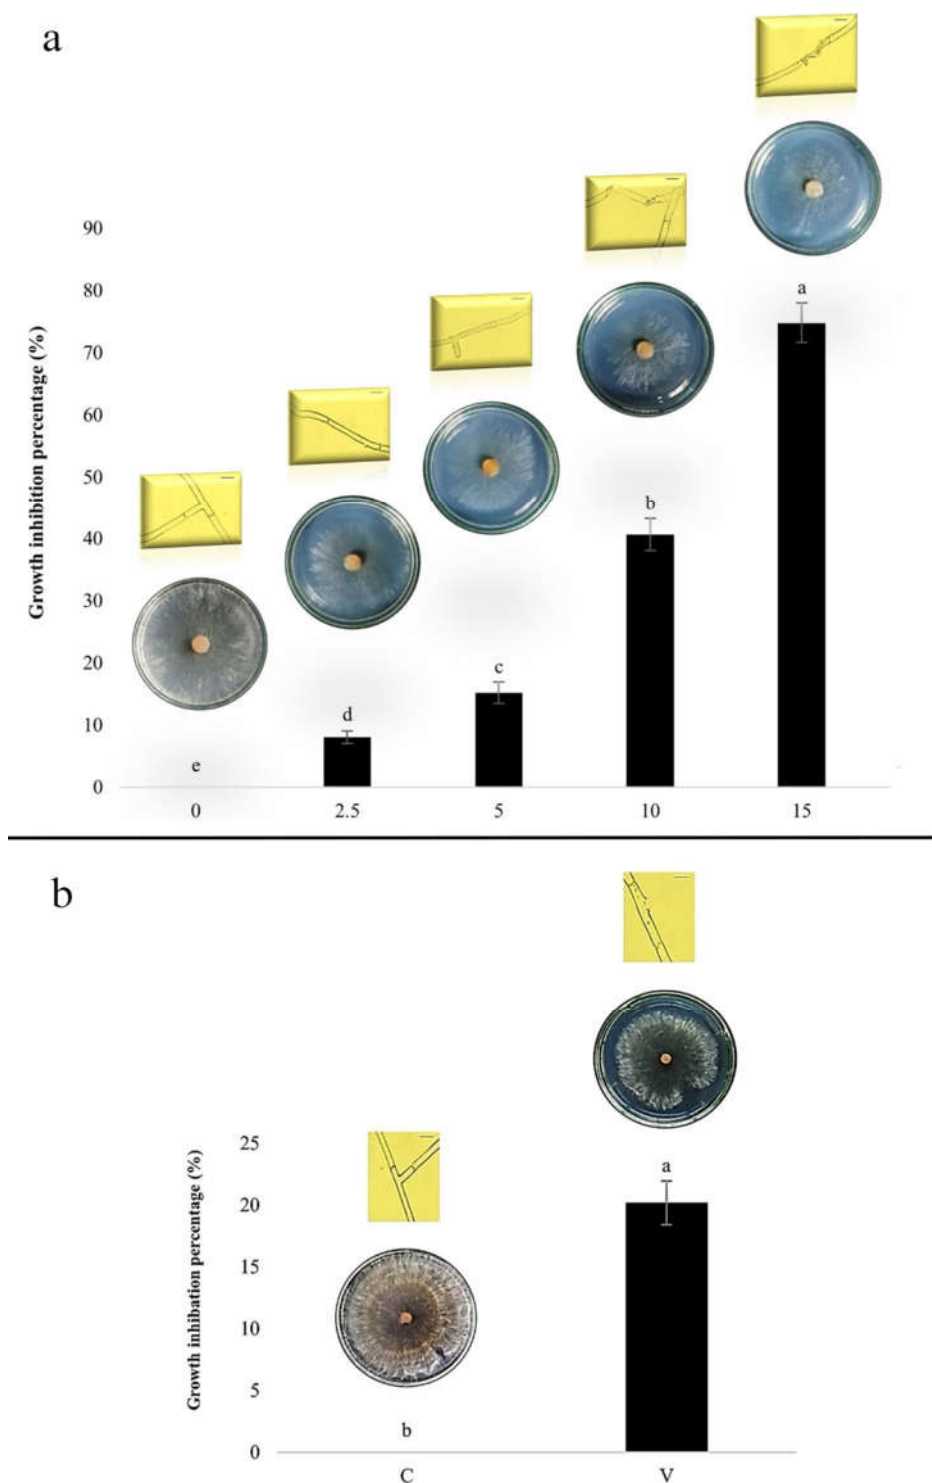 a
90
80
70
60
50
40
30
20
10
0
Growth inhibition percentage (%)
e
d
c
b
a
0 2.5 5 10 15
b
25
20
15
10
5
0
Growth inhibation percentage (%)
b
a
C V